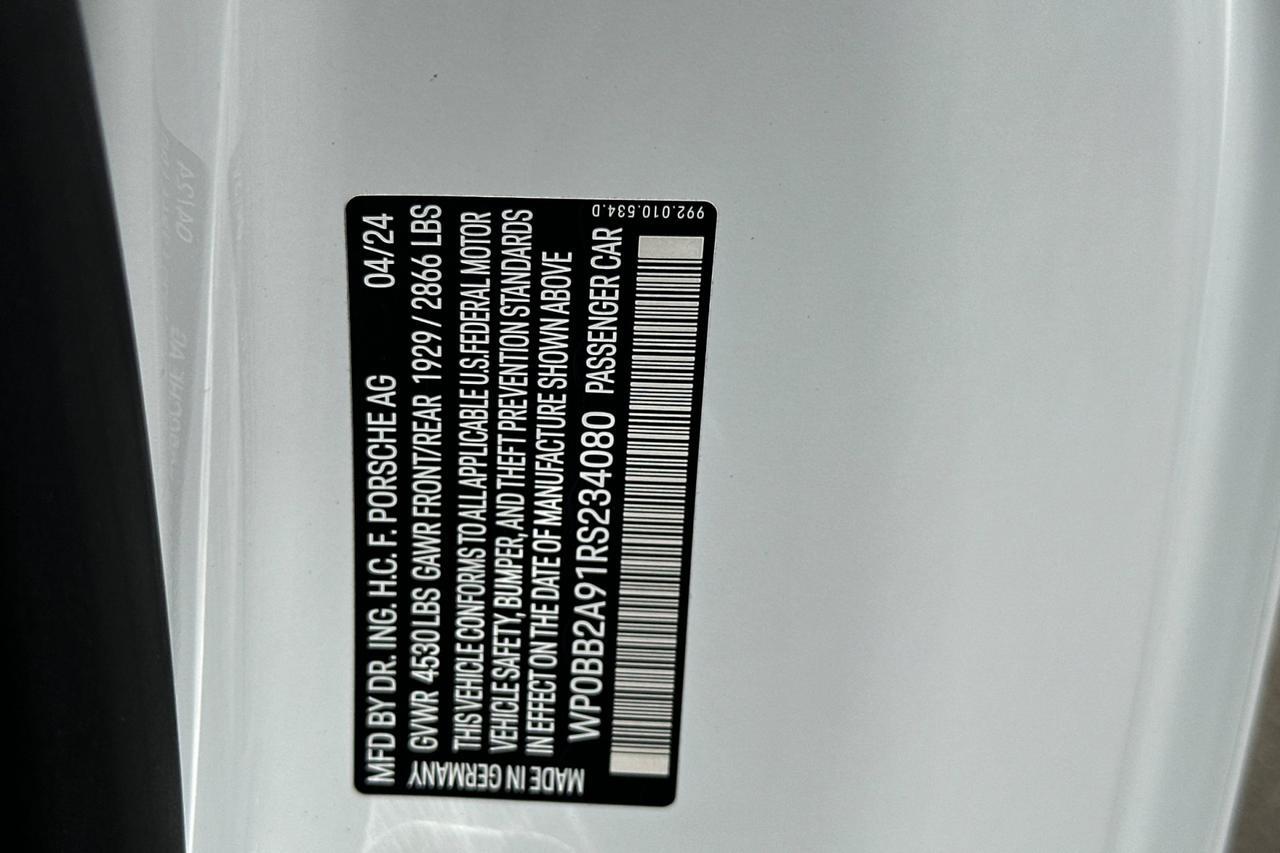 MFD BY DR. ING. H.C. F. PORSCHE AG 04/24
GVWR 4530 LBS GAWR FRONT/REAR 1929 / 2866 LBS
THIS VEHICLE CONFORMS TO ALL APPLICABLE U.S. FEDERAL MOTOR
VEHICLE SAFETY, BUMPER, AND THEFT PREVENTION STANDARDS
IN EFFECT ON THE DATE OF MANUFACTURE SHOWN ABOVE
WP0BB2A91RS234080 PASSENGER CAR
MADE IN GERMANY
992.010.534.D